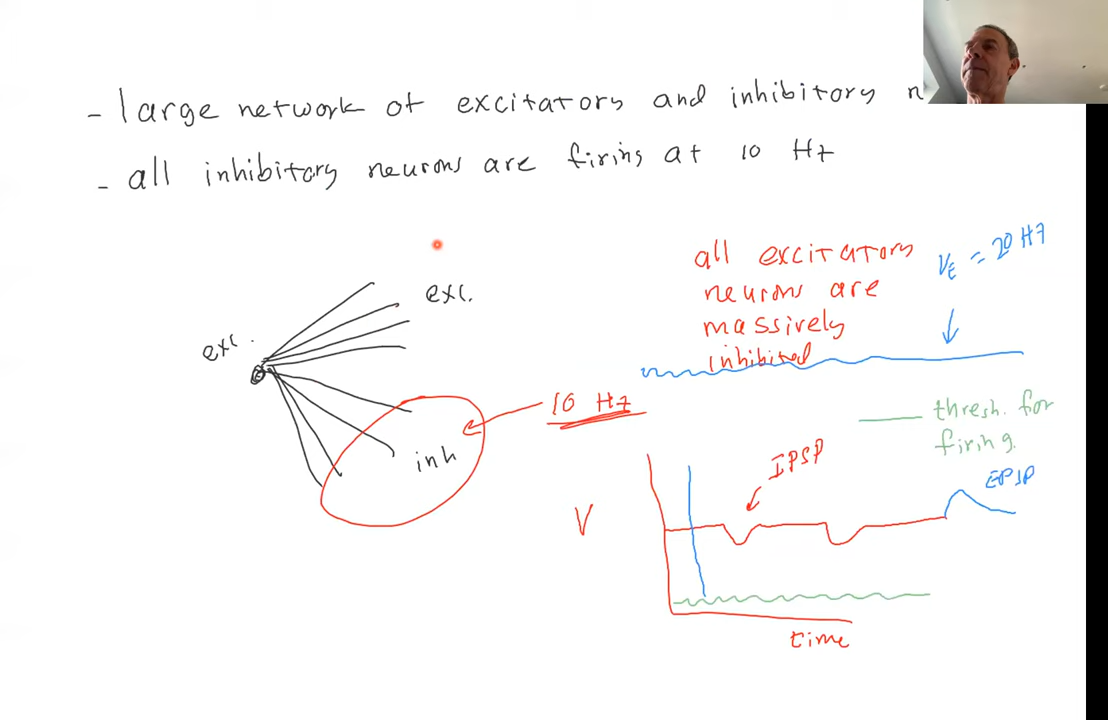 - large network of excitatory and inhibitory n
- all inhibitory neurons are firing at 10 Hz
all excitatory
neurons are
massively
inhibited
νE = 20 Hz
exc.
exc.
10 Hz
inh
thresh. for
firing.
IPSP
EPSP
V
time